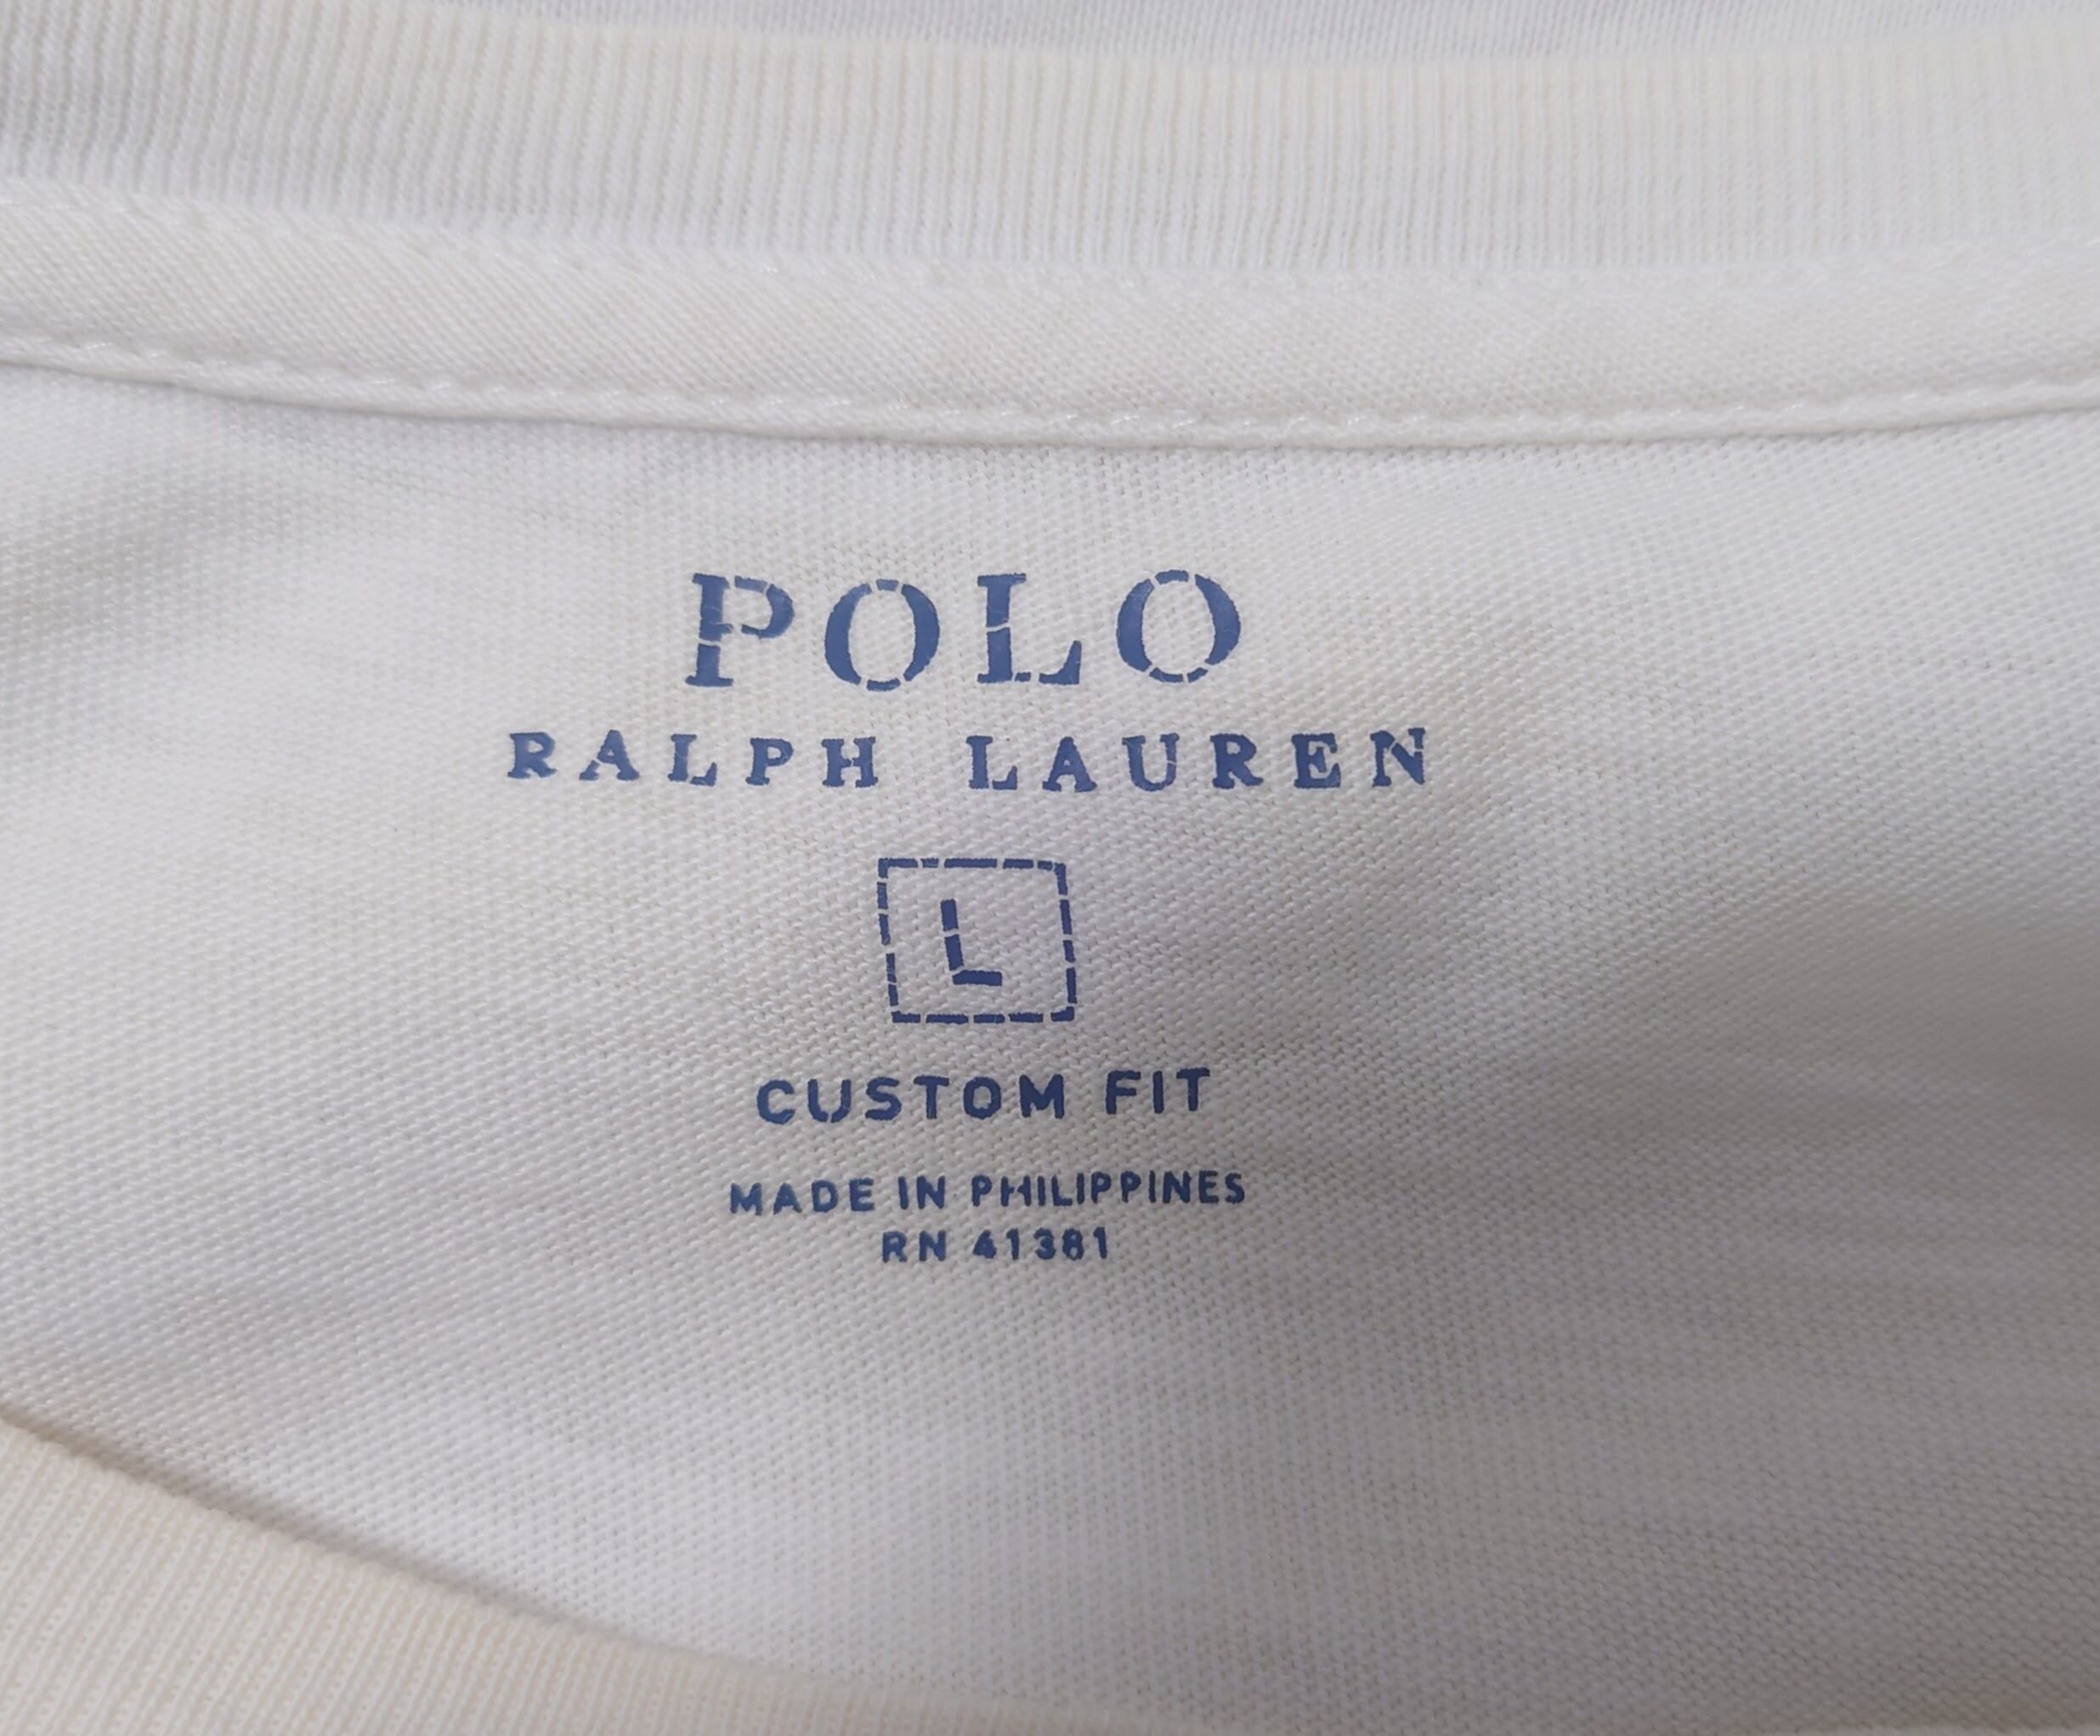 POLO
RALPH LAUREN
L
CUSTOM FIT
MADE IN PHILIPPINES
RN 41381